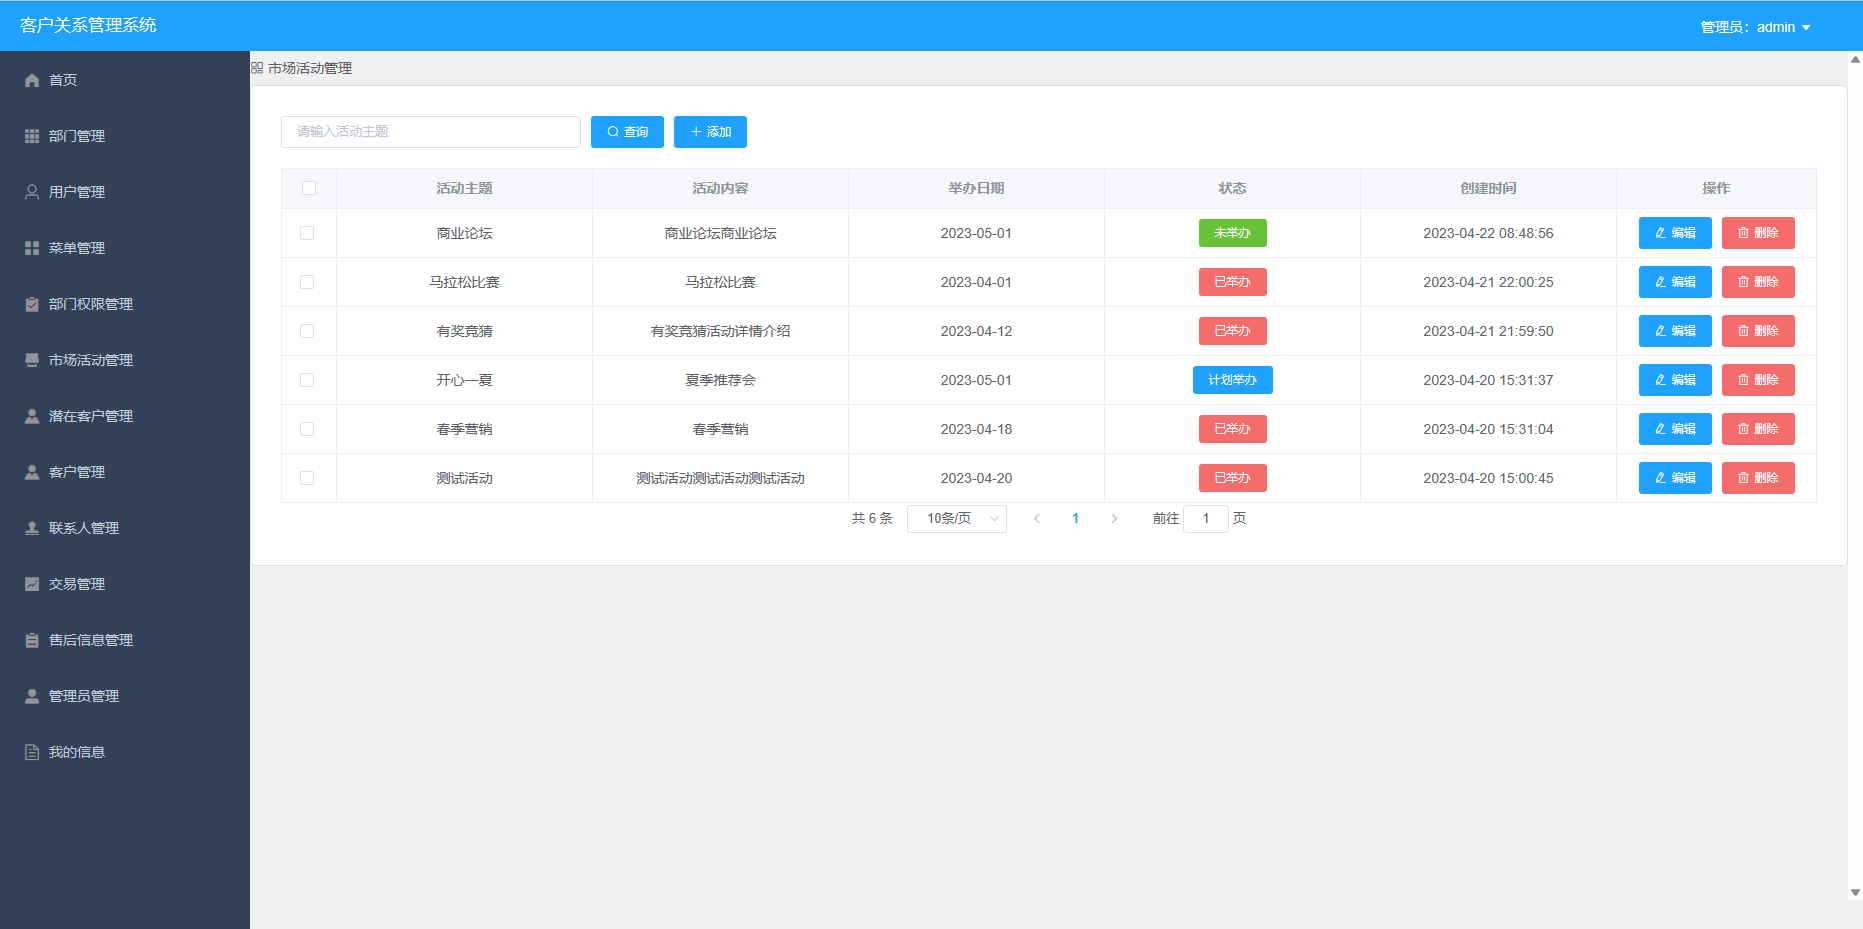 客户关系管理系统
管理员：admin
首页
部门管理
用户管理
菜单管理
部门权限管理
市场活动管理
潜在客户管理
客户管理
联系人管理
交易管理
售后信息管理
管理员管理
我的信息
市场活动管理
请输入活动主题 查询 添加
活动主题 活动内容 举办日期 状态 创建时间 操作
商业论坛 商业论坛商业论坛 2023-05-01 未举办 2023-04-22 08:48:56 编辑 删除
马拉松比赛 马拉松比赛 2023-04-01 已举办 2023-04-21 22:00:25 编辑 删除
有奖竞猜 有奖竞猜活动详情介绍 2023-04-12 已举办 2023-04-21 21:59:50 编辑 删除
开心一夏 夏季推荐会 2023-05-01 计划举办 2023-04-20 15:31:37 编辑 删除
春季营销 春季营销 2023-04-18 已举办 2023-04-20 15:31:04 编辑 删除
测试活动 测试活动测试活动测试活动 2023-04-20 已举办 2023-04-20 15:00:45 编辑 删除
共 6 条 10条/页 1 前往 1 页